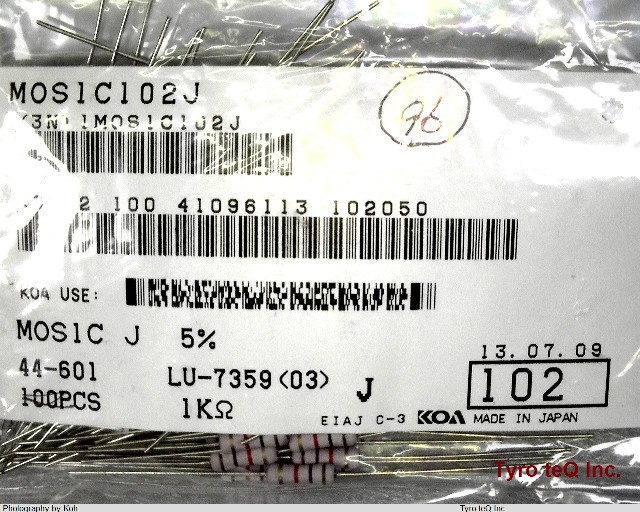 MOS1C102J
(3N)1MOS1C102J
96
2 100 41096113 102050
KOA USE:
MOS1C J 5%
44-601 LU-7359(03) J
100PCS 1KΩ
13.07.09
102
EIAJ C-3 KOA MADE IN JAPAN
Tyro teQ Inc.
Photography by Koh Tyro teQ Inc